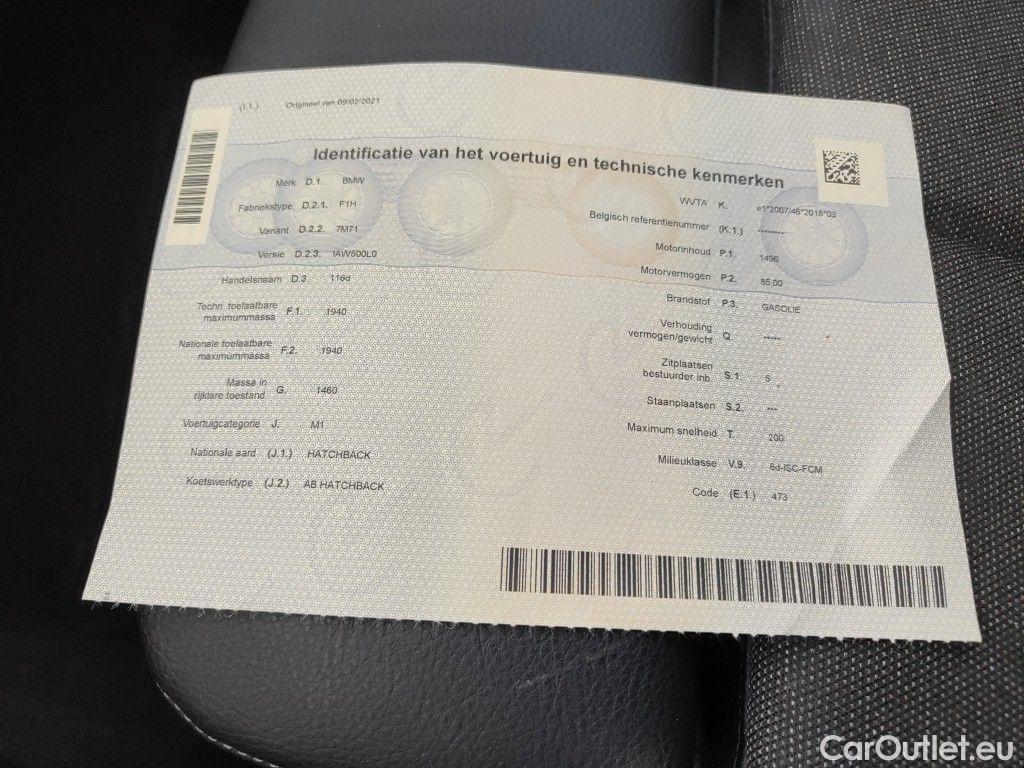 (I.1.) Origineel van 09/02/2021
Identificatie van het voertuig en technische kenmerken
Merk D.1. BMW
Fabriekstype D.2.1. F1H
Variant D.2.2. 7M71
Versie D.2.3. IAW500L0
Handelsnaam D.3. 116d
Techn. toelaatbare
maximummassa F.1. 1940
Nationale toelaatbare
maximummassa F.2. 1940
Massa in
rijklare toestand G. 1460
Voertuigcategorie J. M1
Nationale aard (J.1.) HATCHBACK
Koetswerktype (J.2.) AB HATCHBACK
WVTA K. e1*2007/46*2018*03
Belgisch referentienummer (K.1.) ---------
Motorinhoud P.1. 1496
Motorvermogen P.2. 85,00
Brandstof P.3. GASOLIE
Verhouding
vermogen/gewicht Q. -----
Zitplaatsen
bestuurder inb. S.1. 5
Staanplaatsen S.2. ---
Maximum snelheid T. 200
Milieuklasse V.9. 6d-ISC-FCM
Code (E.1.) 473
CarOutlet.eu